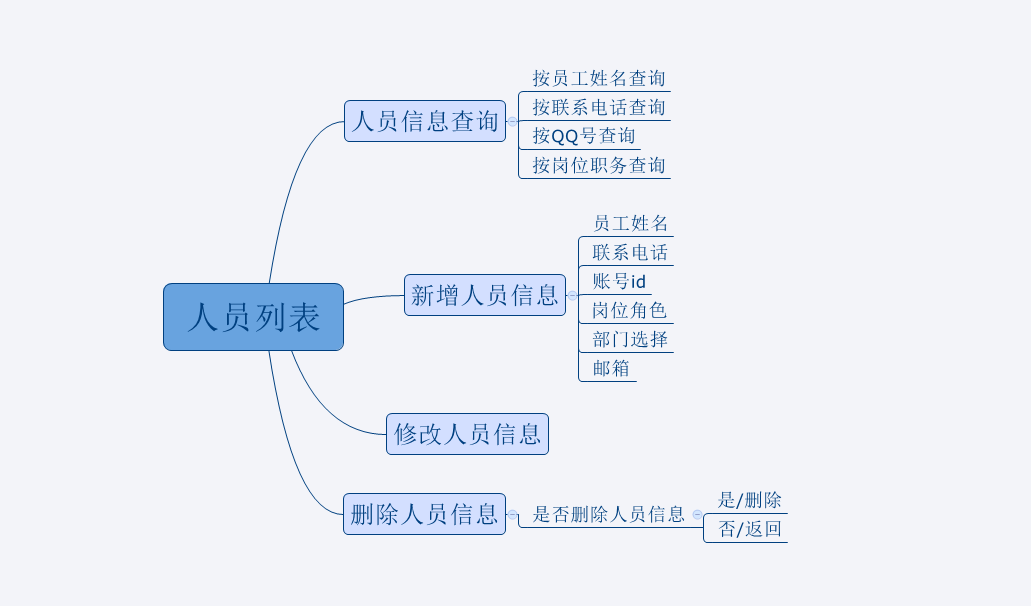 人员列表
人员信息查询
按员工姓名查询
按联系电话查询
按QQ号查询
按岗位职务查询
新增人员信息
员工姓名
联系电话
账号id
岗位角色
部门选择
邮箱
修改人员信息
删除人员信息
是否删除人员信息
是/删除
否/返回